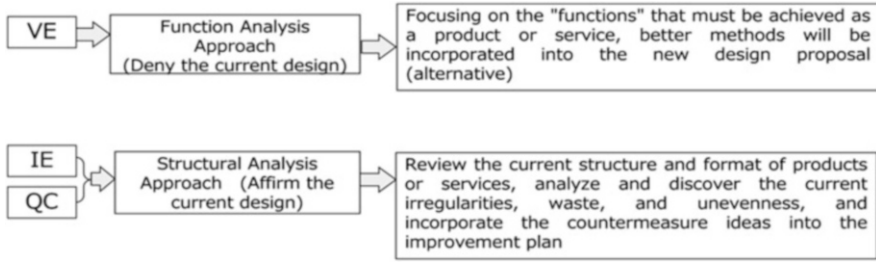 VE
Function Analysis
Approach
(Deny the current design)
Focusing on the "functions" that must be achieved as
a product or service, better methods will be
incorporated into the new design proposal
(alternative)
IE
QC
Structural Analysis
Approach (Affirm the
current design)
Review the current structure and format of products
or services, analyze and discover the current
irregularities, waste, and unevenness, and
incorporate the countermeasure ideas into the
improvement plan